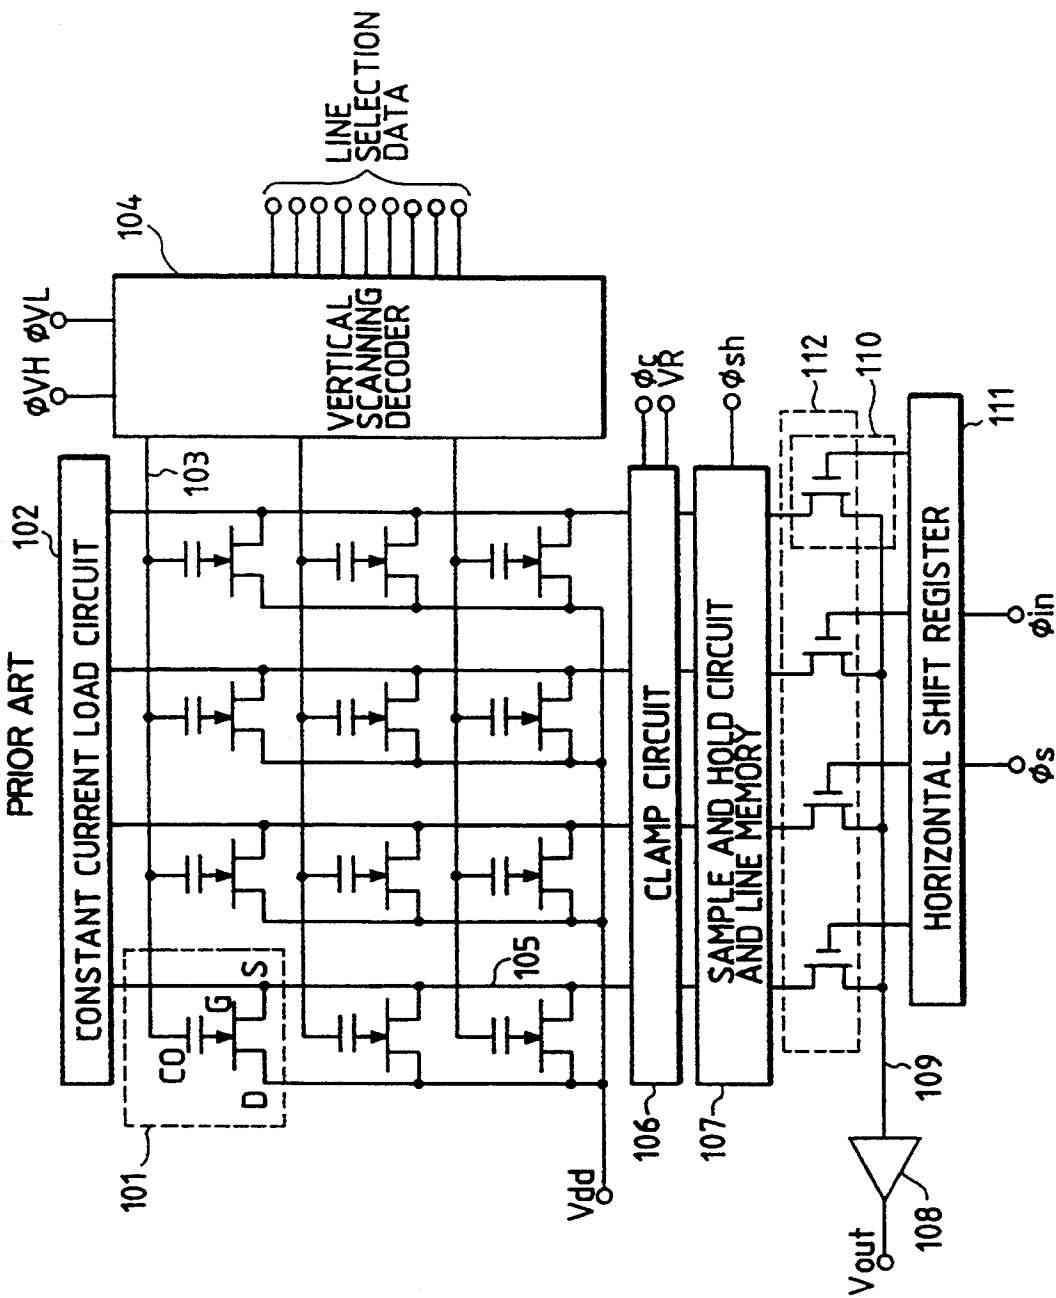 PRIOR ART
102
CONSTANT CURRENT LOAD CIRCUIT
101
CO
G
D
S
103
ϕVH
ϕVL
104
VERTICAL
SCANNING
DECODER
LINE
SELECTION
DATA
105
Vdd
106
CLAMP CIRCUIT
ϕc
VR
107
SAMPLE AND HOLD CIRCUIT
AND LINE MEMORY
ϕsh
112
110
109
108
Vout
HORIZONTAL SHIFT REGISTER
111
ϕs
ϕin